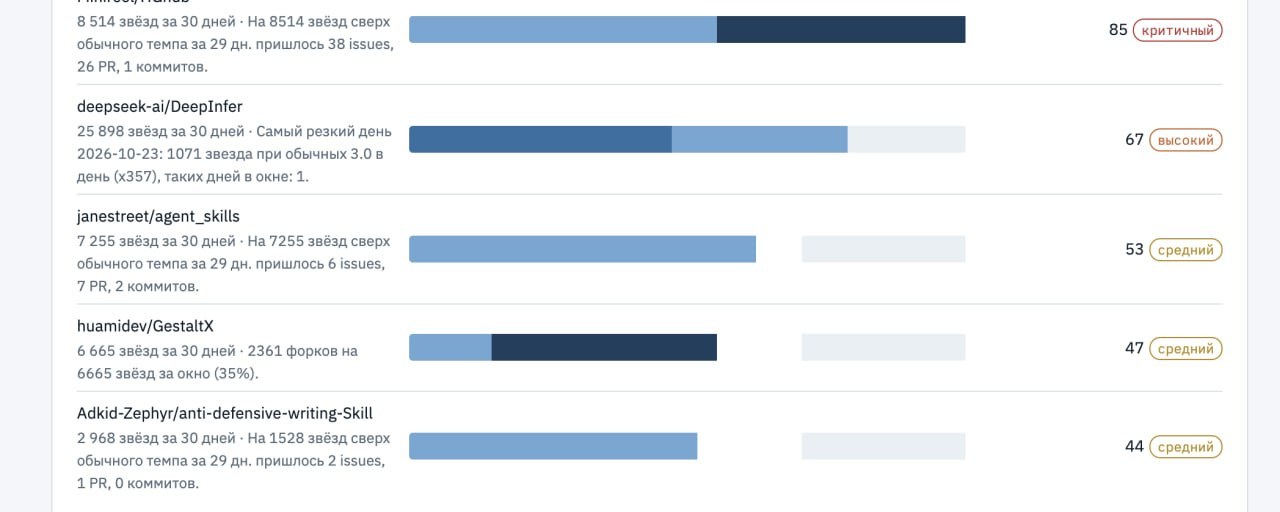 8 514 звёзд за 30 дней · На 8514 звёзд сверх
обычного темпа за 29 дн. пришлось 38 issues,
26 PR, 1 коммитов.
85 критичный
deepseek-ai/DeepInfer
25 898 звёзд за 30 дней · Самый резкий день
2026-10-23: 1071 звезда при обычных 3.0 в
день (x357), таких дней в окне: 1.
67 высокий
janestreet/agent_skills
7 255 звёзд за 30 дней · На 7255 звёзд сверх
обычного темпа за 29 дн. пришлось 6 issues,
7 PR, 2 коммитов.
53 средний
huamidev/GestaltX
6 665 звёзд за 30 дней · 2361 форков на
6665 звёзд за окно (35%).
47 средний
Adkid-Zephyr/anti-defensive-writing-Skill
2 968 звёзд за 30 дней · На 1528 звёзд сверх
обычного темпа за 29 дн. пришлось 2 issues,
1 PR, 0 коммитов.
44 средний